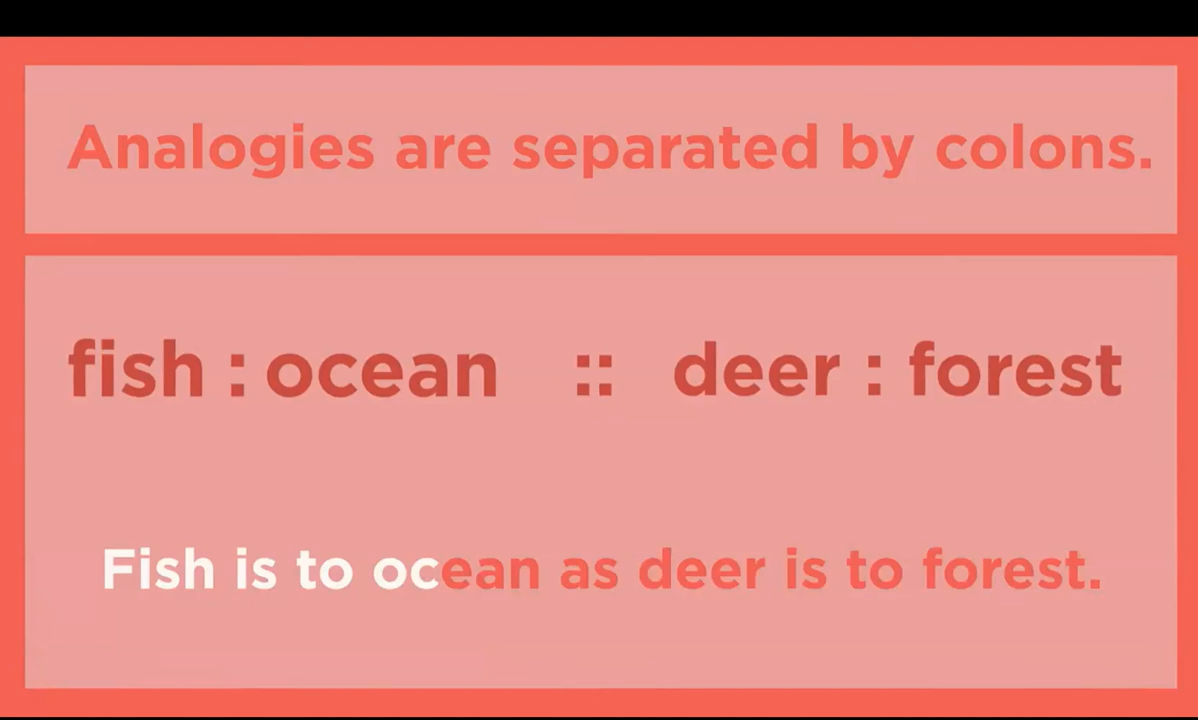 Analogies are separated by colons.
fish : ocean :: deer : forest
Fish is to ocean as deer is to forest.